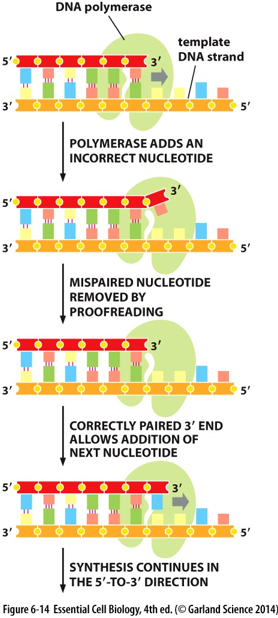 DNA polymerase
template
DNA strand
5′ 3′
3′ 5′
POLYMERASE ADDS AN
INCORRECT NUCLEOTIDE
5′ 3′
3′ 5′
MISPAIRED NUCLEOTIDE
REMOVED BY
PROOFREADING
5′ 3′
3′ 5′
CORRECTLY PAIRED 3′ END
ALLOWS ADDITION OF
NEXT NUCLEOTIDE
5′ 3′
3′ 5′
SYNTHESIS CONTINUES IN
THE 5′-TO-3′ DIRECTION
Figure 6-14 Essential Cell Biology, 4th ed. (© Garland Science 2014)